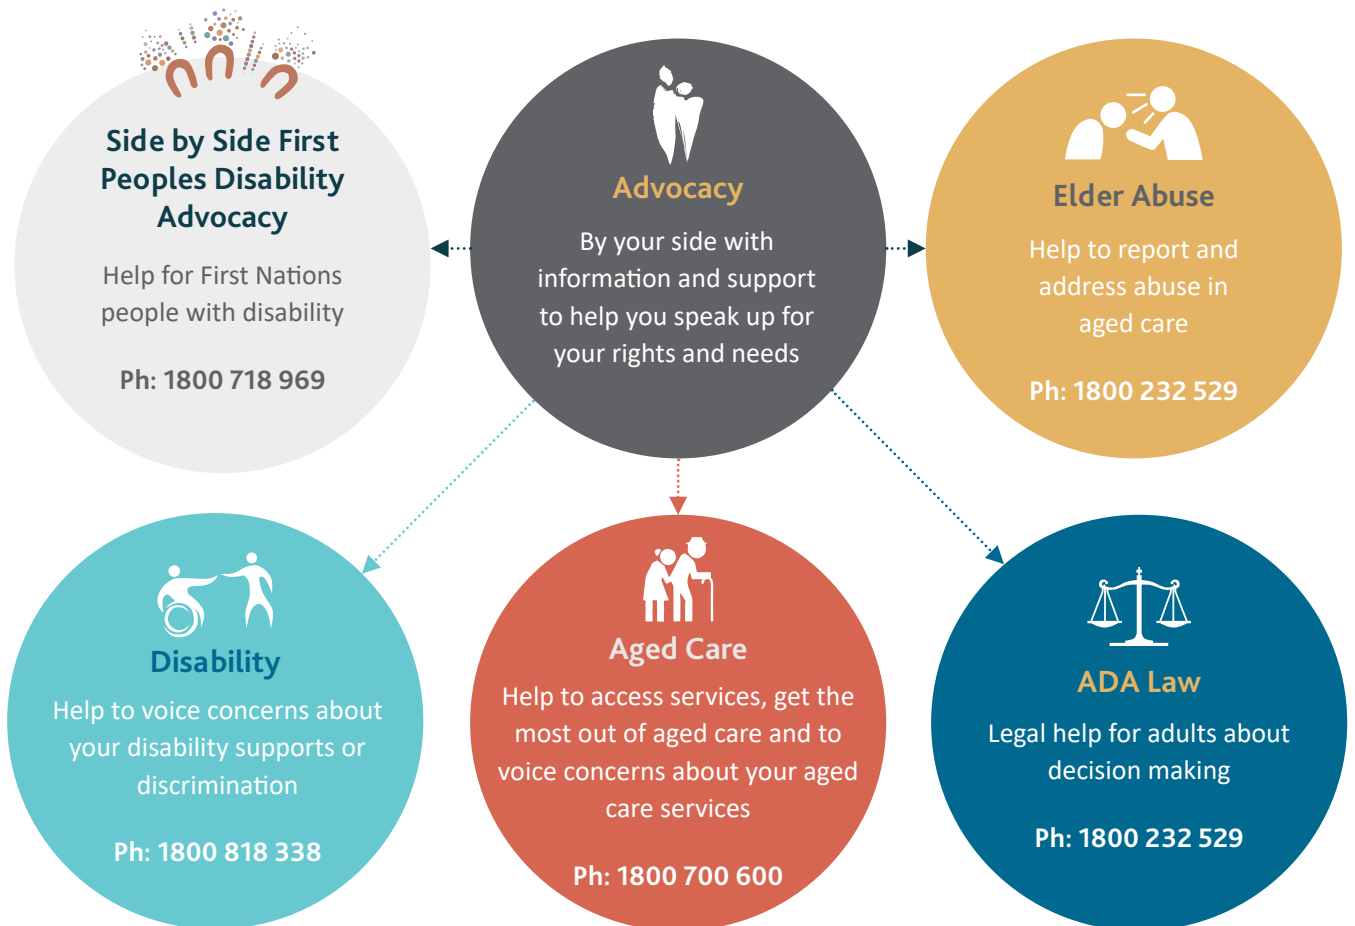 Side by Side First
Peoples Disability
Advocacy
Help for First Nations
people with disability
Ph: 1800 718 969
Advocacy
By your side with
information and support
to help you speak up for
your rights and needs
Elder Abuse
Help to report and
address abuse in
aged care
Ph: 1800 232 529
Disability
Help to voice concerns about
your disability supports or
discrimination
Ph: 1800 818 338
Aged Care
Help to access services, get the
most out of aged care and to
voice concerns about your aged
care services
Ph: 1800 700 600
ADA Law
Legal help for adults about
decision making
Ph: 1800 232 529